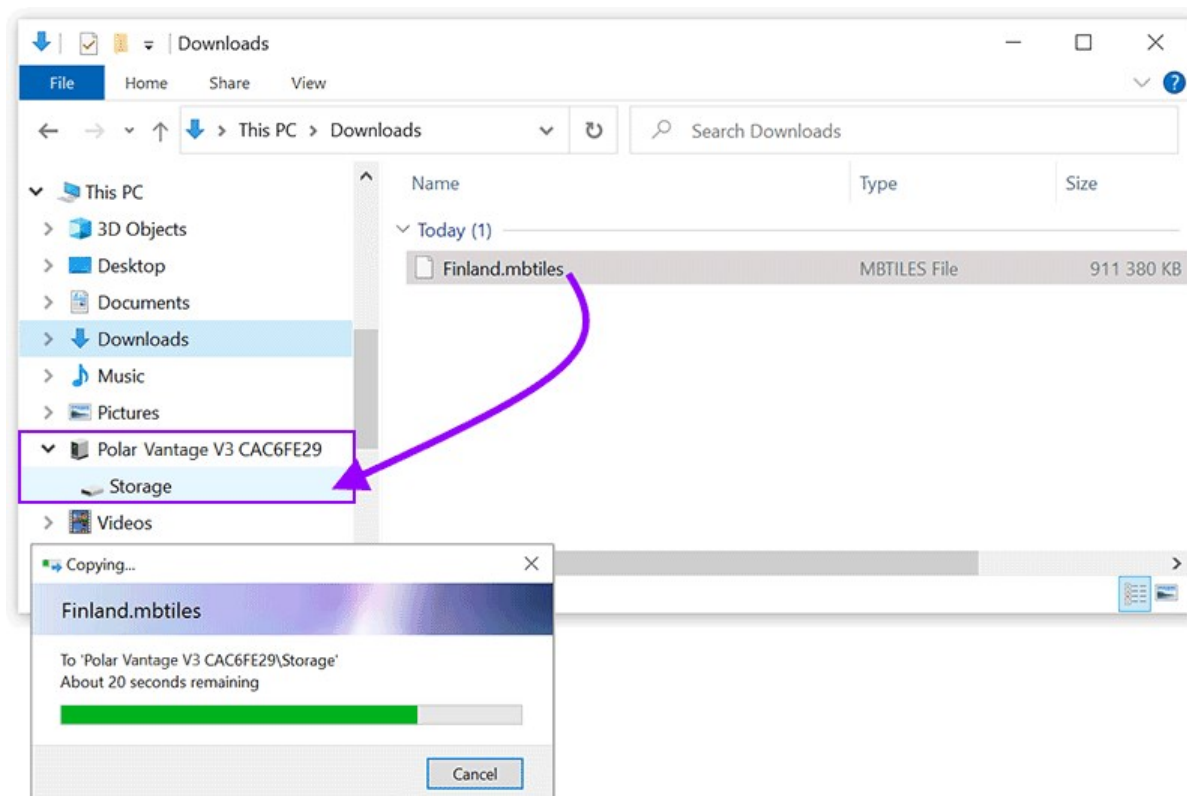 Downloads
File Home Share View
This PC > Downloads
Search Downloads
This PC
3D Objects
Desktop
Documents
Downloads
Music
Pictures
Polar Vantage V3 CAC6FE29
Storage
Videos
Name Type Size
Today (1)
Finland.mbtiles MBTILES File 911 380 KB
Copying...
Finland.mbtiles
To 'Polar Vantage V3 CAC6FE29\Storage'
About 20 seconds remaining
Cancel